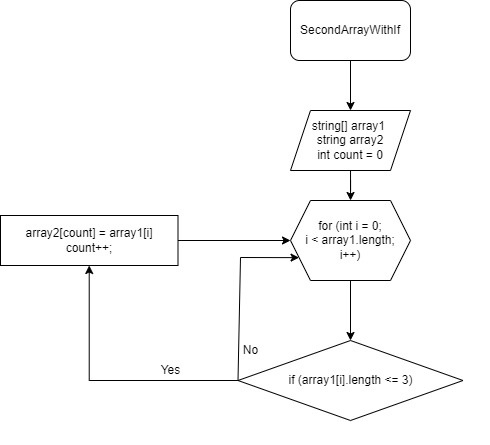 SecondArrayWithIf
string[] array1
string array2
int count = 0
for (int i = 0;
i < array1.length;
i++)
array2[count] = array1[i]
count++;
No
Yes
if (array1[i].length <= 3)